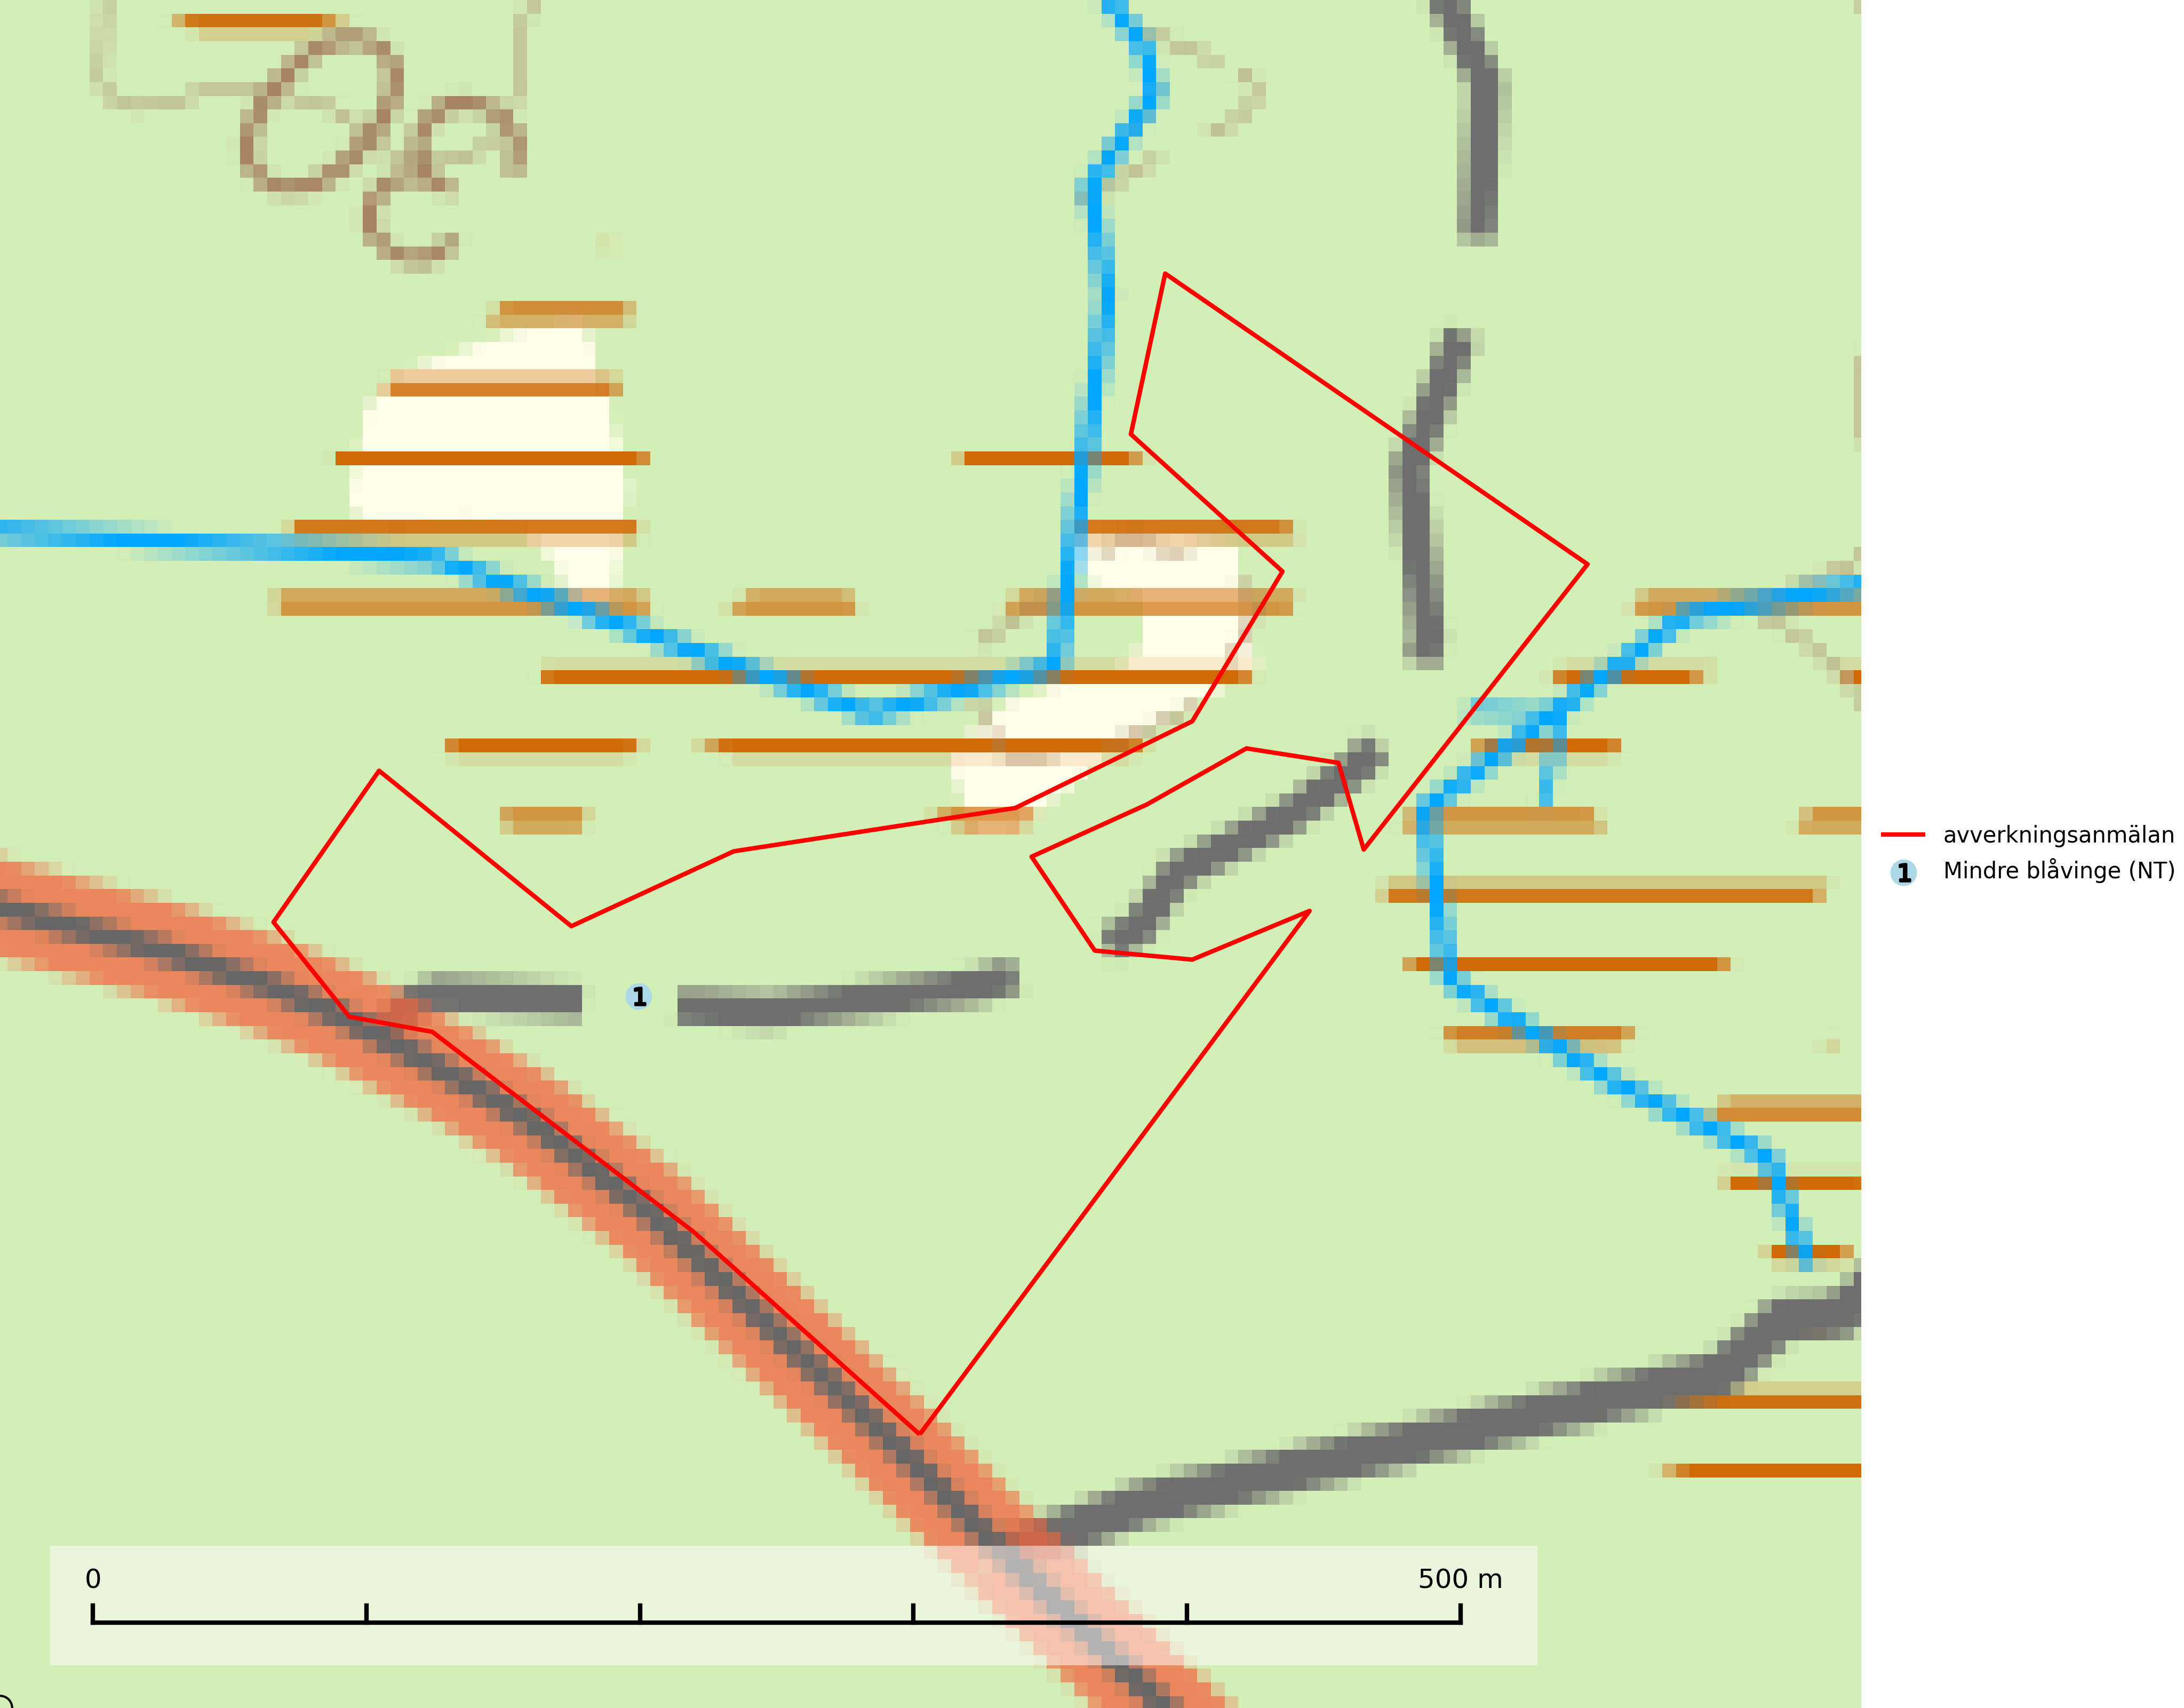 1
avverkningsanmälan
1 Mindre blåvinge (NT)
0 500 m